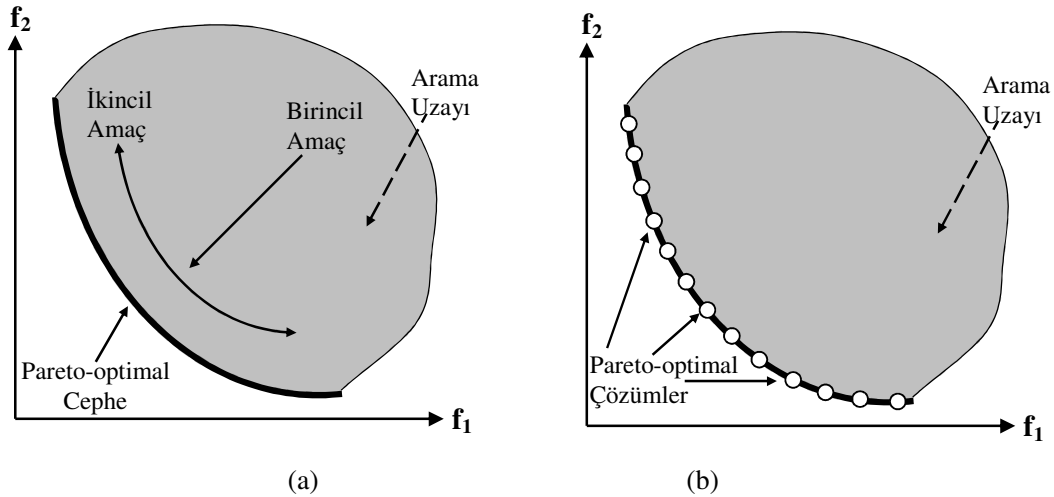 f2
İkincil
Amaç
Birincil
Amaç
Arama
Uzayı
Pareto-optimal
Cephe
f1
(a)
f2
Arama
Uzayı
Pareto-optimal
Çözümler
f1
(b)